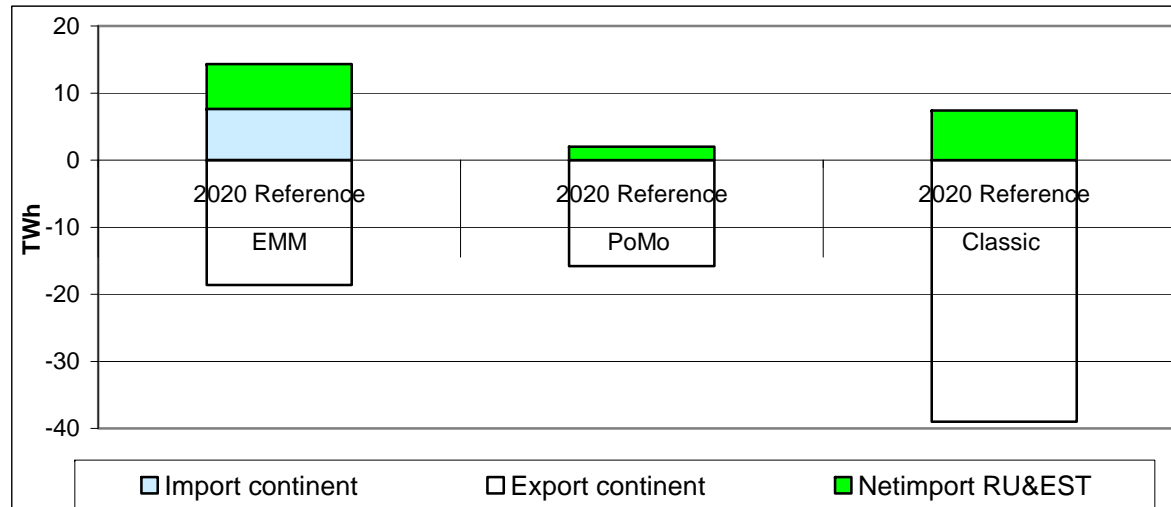 20
10
0
-10
-20
-30
-40
TWh
2020 Reference 2020 Reference 2020 Reference
EMM PoMo Classic
Import continent Export continent Netimport RU&EST